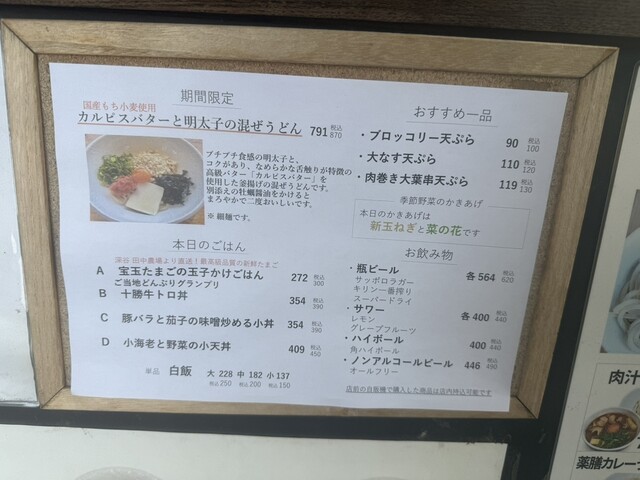 期間限定
国産もち小麦使用
カルピスバターと明太子の混ぜうどん 791 税込870
プチプチ食感の明太子と、
コクがあり、なめらかな舌触りが特徴の
高級バター「カルピスバター」を
使用した釜揚げの混ぜうどんです。
別添えの牡蠣醤油をかけると
まろやかで二度おいしいです。
※ 細麺です。
本日のごはん
深谷 田中農場より直送！最高級品質の新鮮たまご
A 宝玉たまごの玉子かけごはん 272 税込300
ご当地どんぶりグランプリ
B 十勝牛トロ丼 354 税込390
C 豚バラと茄子の味噌炒める小丼 354 税込390
D 小海老と野菜の小天丼 409 税込450
単品 白飯 大 228 中 182 小 137
税込 250 税込 200 税込 150
おすすめ一品
・ブロッコリー天ぷら 90 税込100
・大なす天ぷら 110 税込120
・肉巻き大葉串天ぷら 119 税込130
季節野菜のかきあげ
本日のかきあげは
新玉ねぎと菜の花です
お飲み物
・瓶ビール 各 564 税込620
サッポロラガー
キリン一番搾り
スーパードライ
・サワー 各 400 税込440
レモン
グレープフルーツ
・ハイボール 400 税込440
角ハイボール
・ノンアルコールビール 446 税込490
オールフリー
店前の自販機で購入した商品は店内持込可能です
肉汁
薬膳カレー